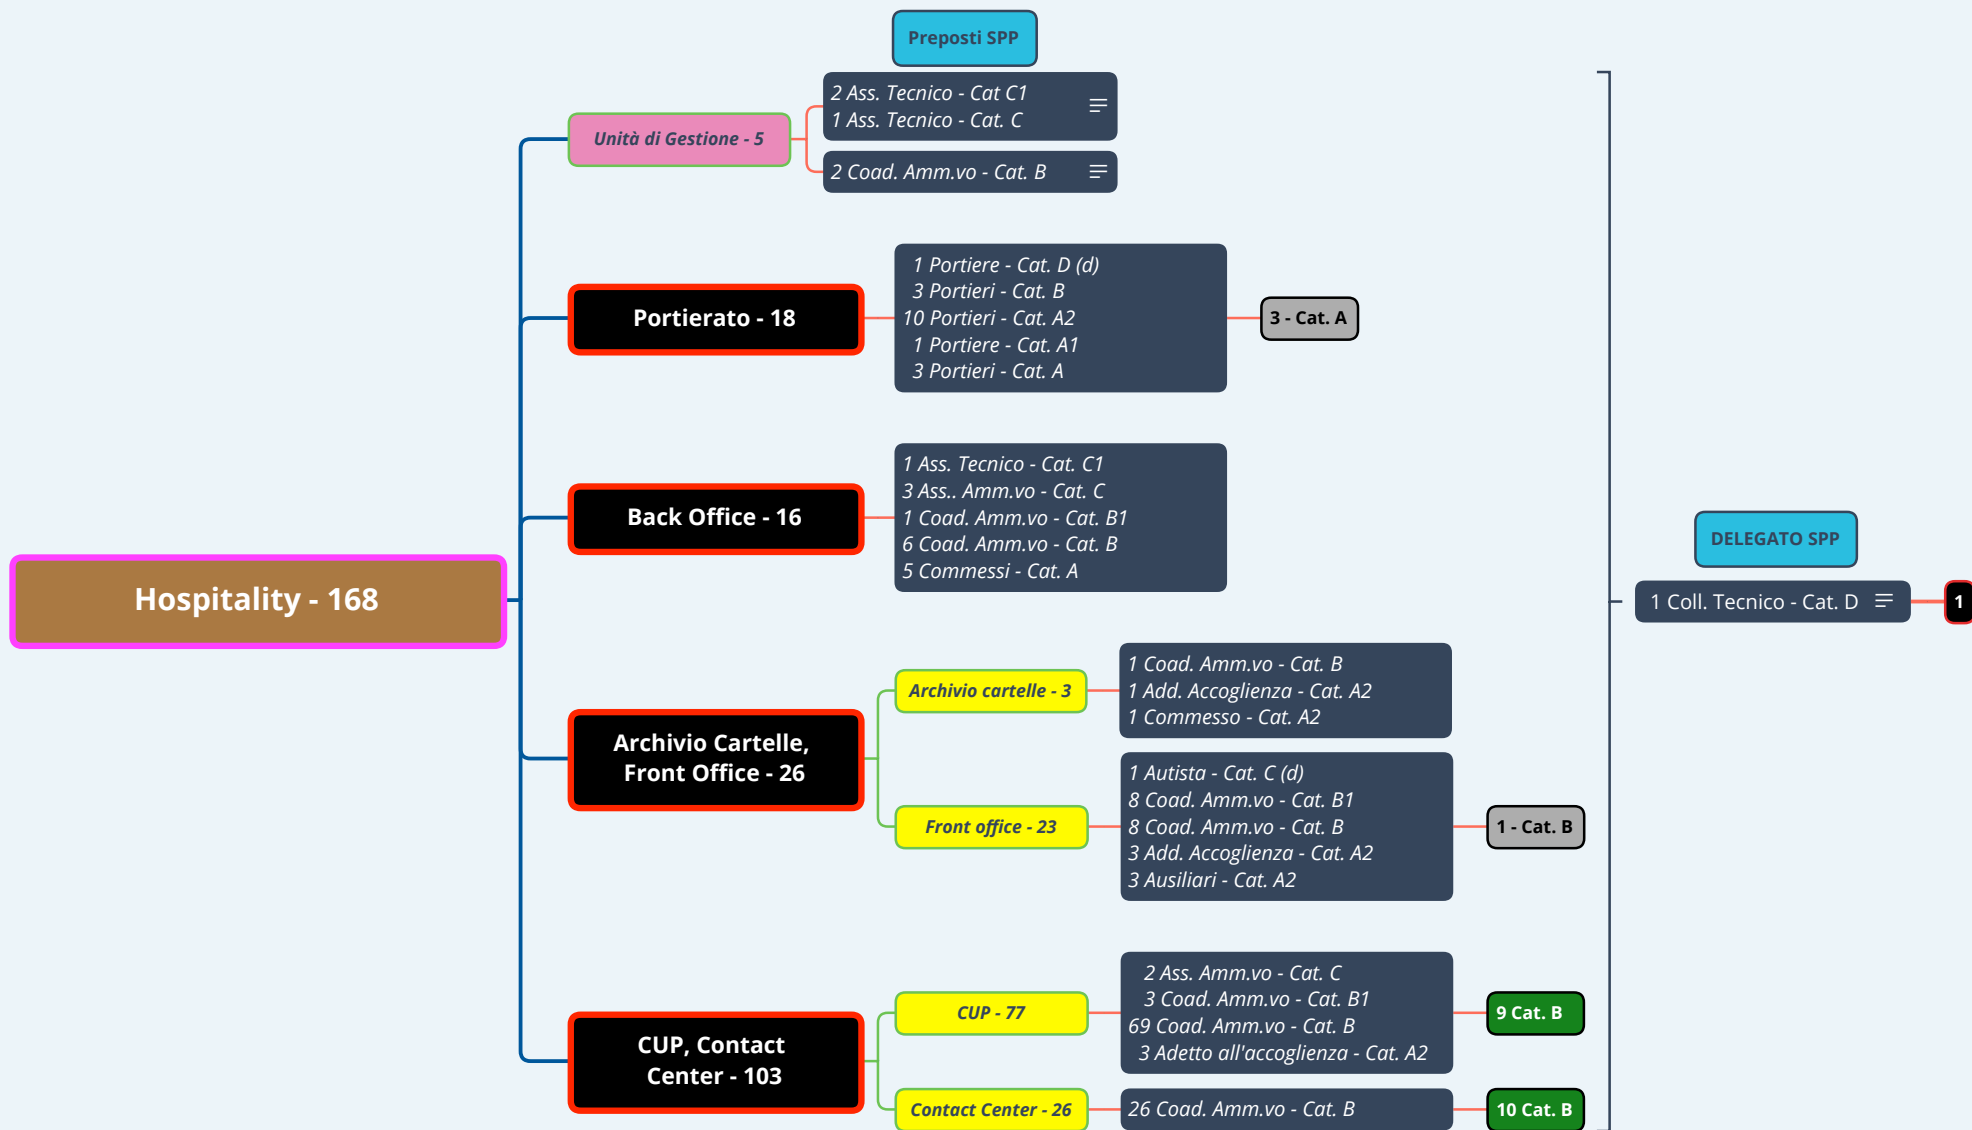 Preposti SPP
2 Ass. Tecnico - Cat C1
1 Ass. Tecnico - Cat. C
Unità di Gestione - 5
2 Coad. Amm.vo - Cat. B
1 Portiere - Cat. D (d)
3 Portieri - Cat. B
Portierato - 18
10 Portieri - Cat. A2
3 - Cat. A
1 Portiere - Cat. A1
3 Portieri - Cat. A
1 Ass. Tecnico - Cat. C1
3 Ass.. Amm.vo - Cat. C
Back Office - 16
1 Coad. Amm.vo - Cat. B1
6 Coad. Amm.vo - Cat. B
5 Commessi - Cat. A
DELEGATO SPP
Hospitality - 168
1 Coll. Tecnico - Cat. D
1
Archivio Cartelle,
Front Office - 26
Archivio cartelle - 3
1 Coad. Amm.vo - Cat. B
1 Add. Accoglienza - Cat. A2
1 Commesso - Cat. A2
Front office - 23
1 Autista - Cat. C (d)
8 Coad. Amm.vo - Cat. B1
8 Coad. Amm.vo - Cat. B
3 Add. Accoglienza - Cat. A2
3 Ausiliari - Cat. A2
1 - Cat. B
CUP, Contact
Center - 103
CUP - 77
2 Ass. Amm.vo - Cat. C
3 Coad. Amm.vo - Cat. B1
69 Coad. Amm.vo - Cat. B
3 Adetto all'accoglienza - Cat. A2
9 Cat. B
Contact Center - 26
26 Coad. Amm.vo - Cat. B
10 Cat. B